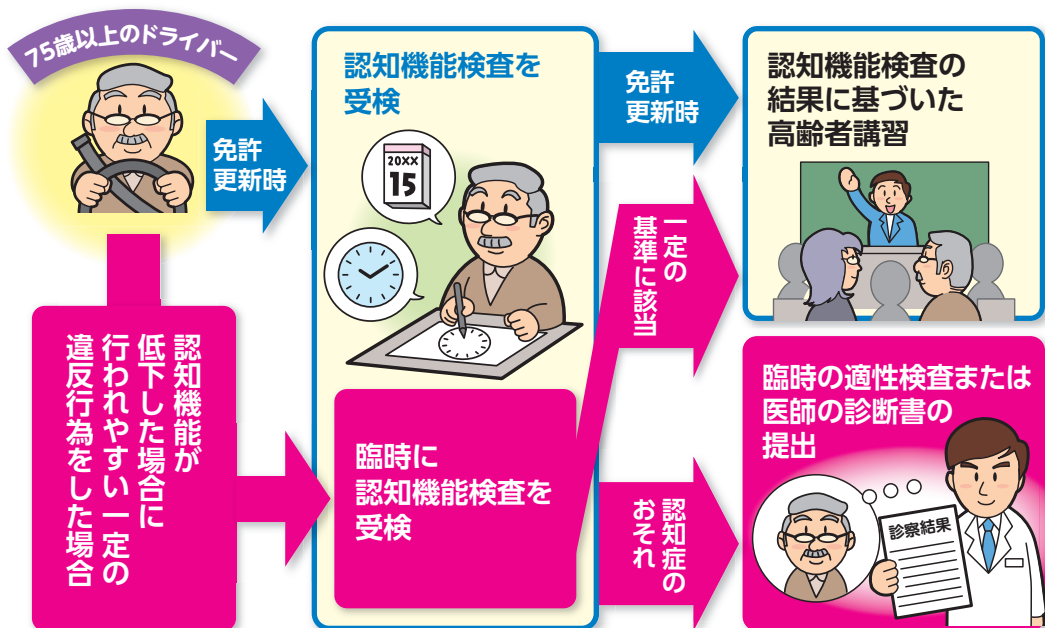 75歳以上のドライバー
免許
更新時
認知機能検査を
受検
20XX
15
免許
更新時
認知機能検査の
結果に基づいた
高齢者講習
認知機能が
低下した場合に
行われやすい一定の
違反行為をした場合
臨時に
認知機能検査を
受検
一定の
基準に該当
認知症の
おそれ
臨時の適性検査または
医師の診断書の
提出
診察結果